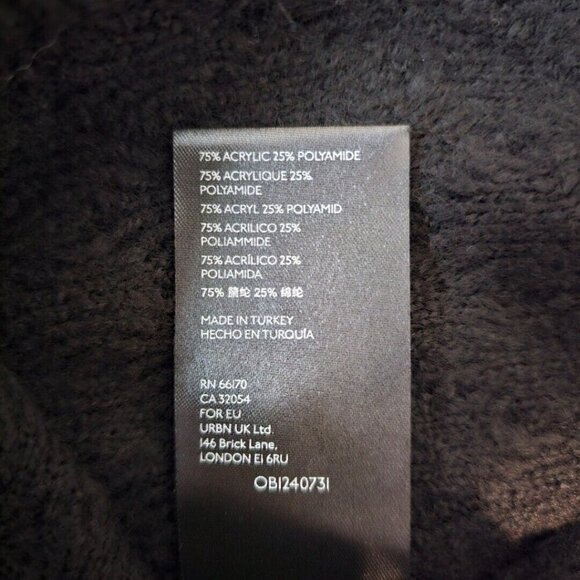 75% ACRYLIC 25% POLYAMIDE
75% ACRYLIQUE 25%
POLYAMIDE
75% ACRYL 25% POLYAMID
75% ACRILICO 25%
POLIAMMIDE
75% ACRÍLICO 25%
POLIAMIDA
75% 腈纶 25% 锦纶
MADE IN TURKEY
HECHO EN TURQUÍA
RN 66170
CA 32054
FOR EU
URBN UK Ltd.
146 Brick Lane,
LONDON E1 6RU
OB1240731